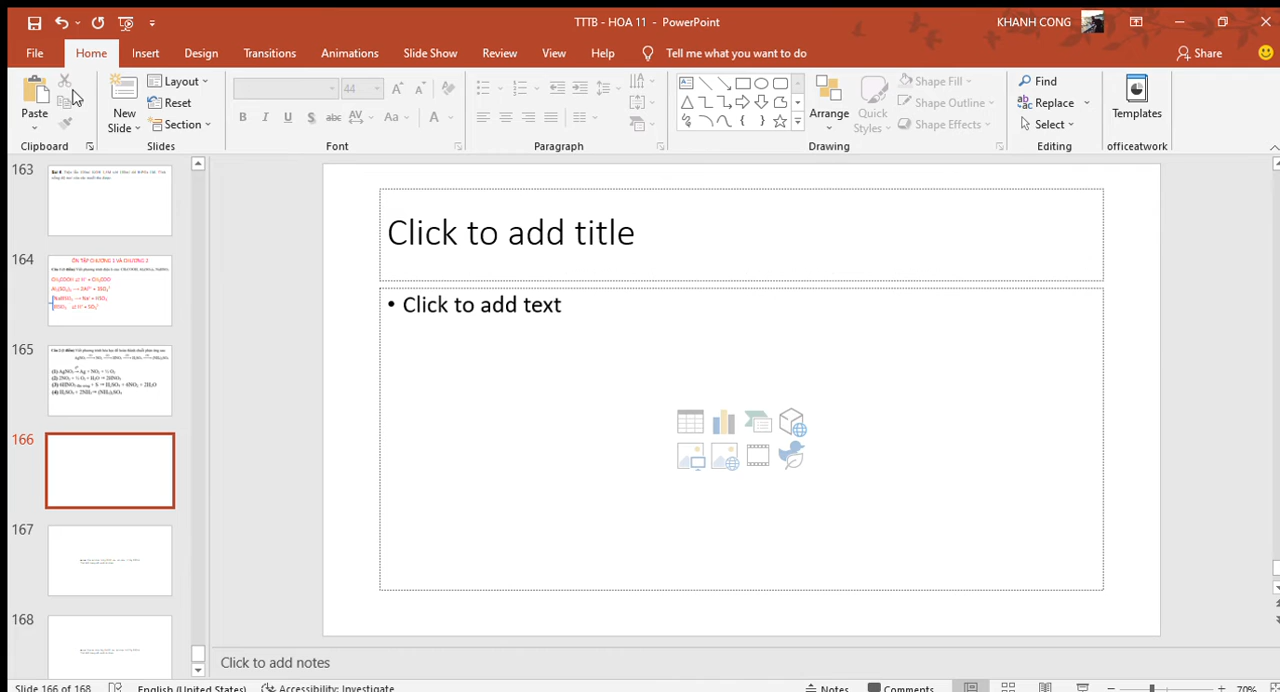 TTTB - HOA 11 - PowerPoint
KHANH CONG
File Home Insert Design Transitions Animations Slide Show Review View Help Tell me what you want to do Share
Paste
Clipboard
New Slide
Layout
Reset
Section
Slides
44
B I U S abc AV Aa A
Font
Paragraph
Arrange
Quick Styles
Shape Fill
Shape Outline
Shape Effects
Drawing
Find
Replace
Select
Editing
Templates
officeatwork
163
164
ÔN TẬP CHƯƠNG 1 VÀ CHƯƠNG 2
165
166
167
168
Click to add title
• Click to add text
Click to add notes
Slide 166 of 168 English (United States) Accessibility: Investigate Notes Comments 70%